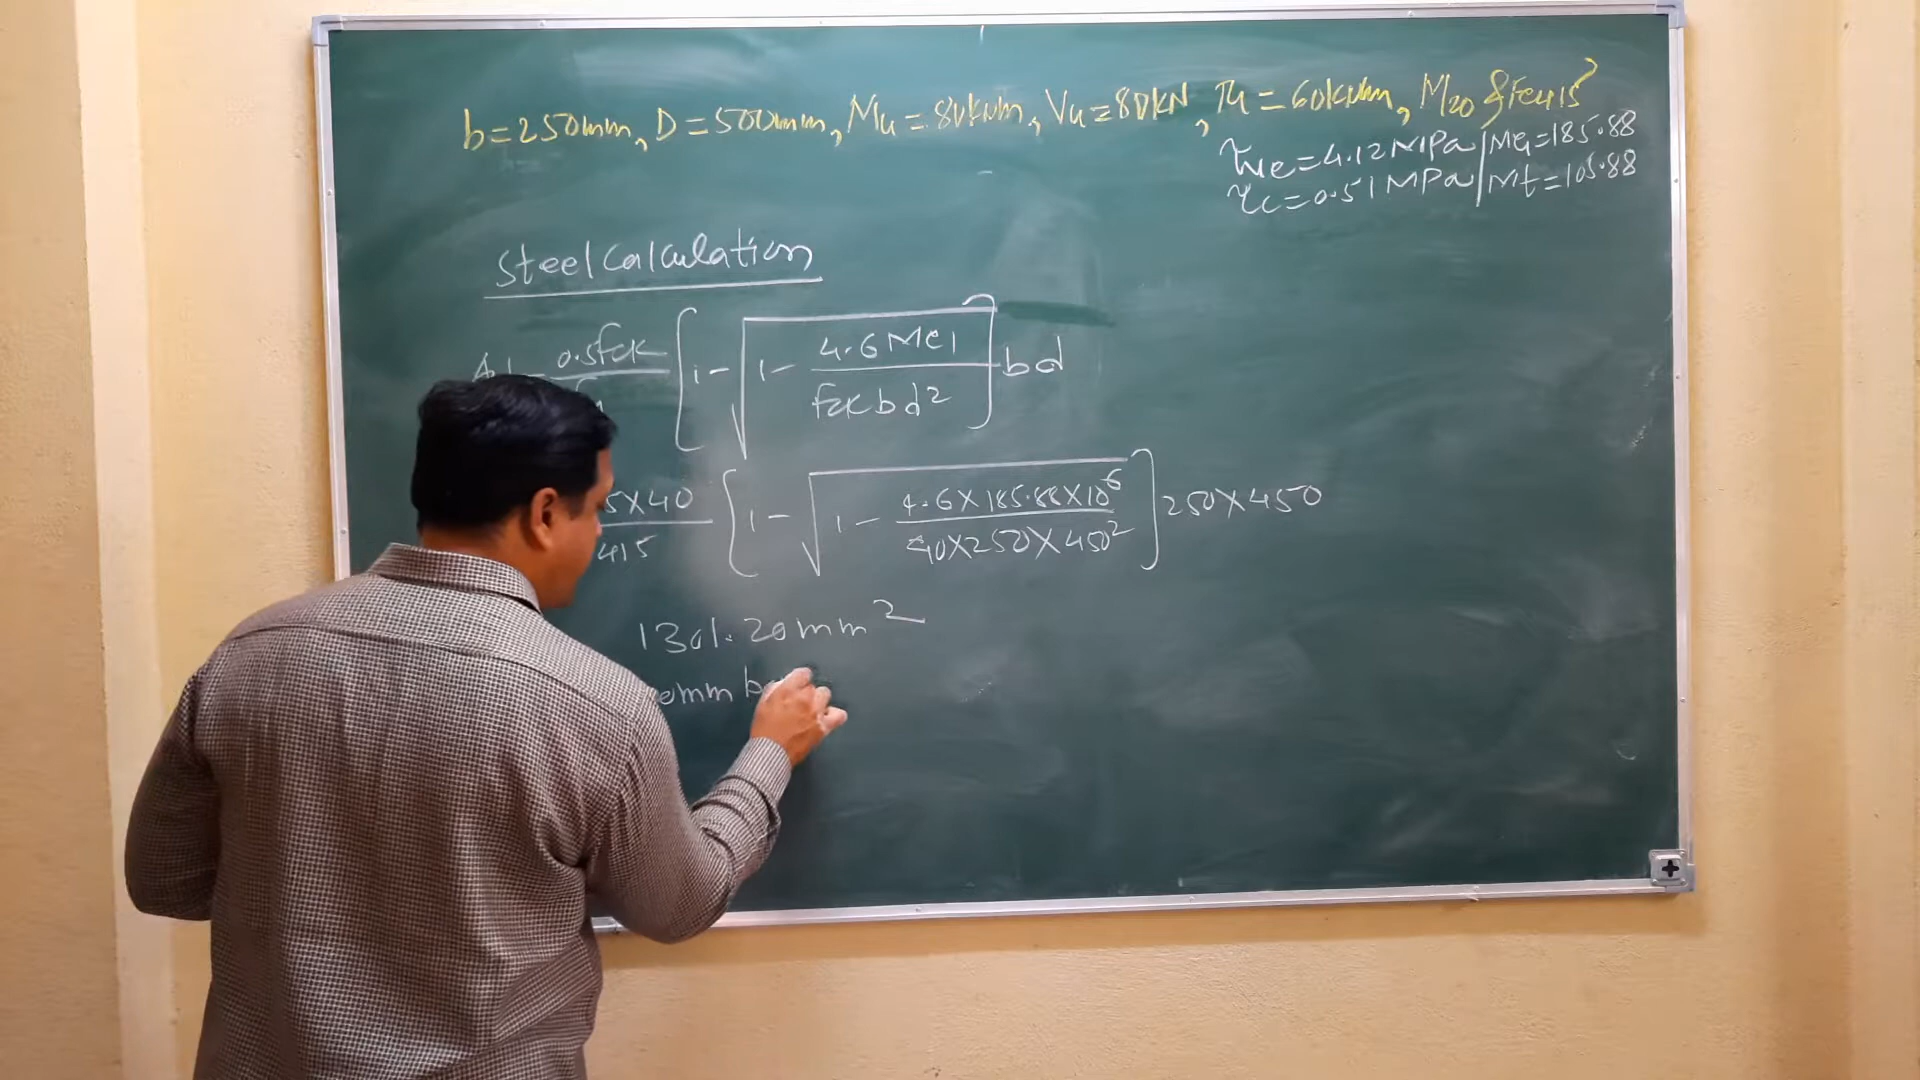 b=250mm, D=500mm, Mu=80kNm, Vu=80kN, Tu=60kNm, M20 & Fe415
τve=4.12MPa/Me1=185.88
τc=0.51MPa/Mt=105.88
Steel Calculation
0.5fck [1-√1-4.6Me1/fckbd²] bd
5X40/415 [1-√1-4.6X185.88X10⁶/40X250X450²] 250X450
1301.20mm²
mm